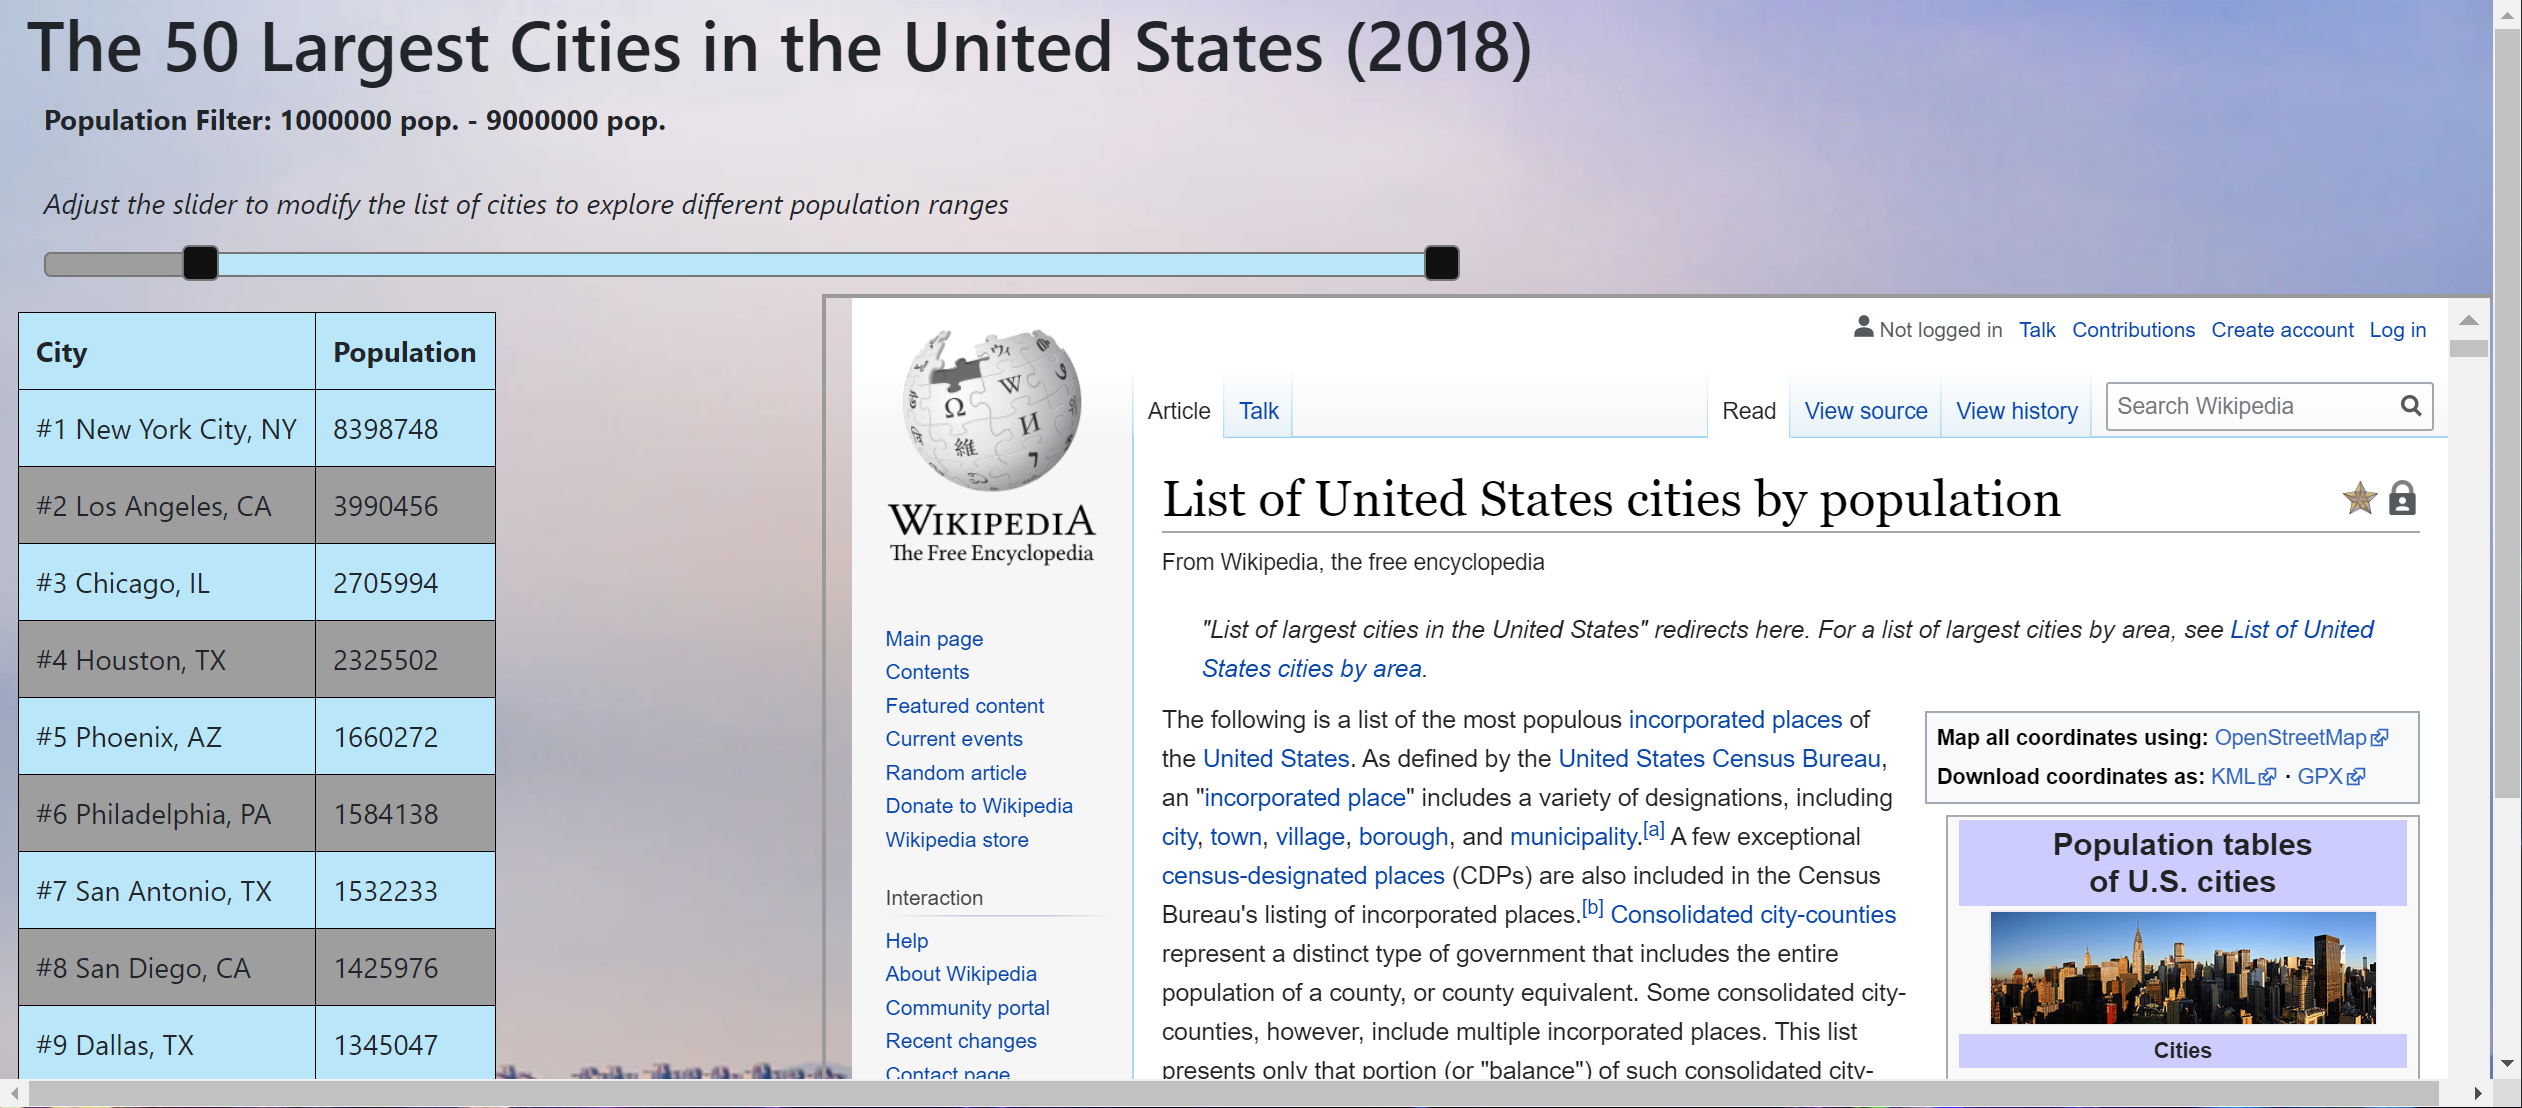 The 50 Largest Cities in the United States (2018)
Population Filter: 1000000 pop. - 9000000 pop.
Adjust the slider to modify the list of cities to explore different population ranges
City Population
#1 New York City, NY 8398748
#2 Los Angeles, CA 3990456
#3 Chicago, IL 2705994
#4 Houston, TX 2325502
#5 Phoenix, AZ 1660272
#6 Philadelphia, PA 1584138
#7 San Antonio, TX 1532233
#8 San Diego, CA 1425976
#9 Dallas, TX 1345047
WIKIPEDIA
The Free Encyclopedia
Main page
Contents
Featured content
Current events
Random article
Donate to Wikipedia
Wikipedia store
Interaction
Help
About Wikipedia
Community portal
Recent changes
Contact page
Not logged in Talk Contributions Create account Log in
Article Talk Read View source View history Search Wikipedia
List of United States cities by population
From Wikipedia, the free encyclopedia
"List of largest cities in the United States" redirects here. For a list of largest cities by area, see List of United
States cities by area.
The following is a list of the most populous incorporated places of
the United States. As defined by the United States Census Bureau,
an "incorporated place" includes a variety of designations, including
city, town, village, borough, and municipality.[a] A few exceptional
census-designated places (CDPs) are also included in the Census
Bureau's listing of incorporated places.[b] Consolidated city-counties
represent a distinct type of government that includes the entire
population of a county, or county equivalent. Some consolidated city-
counties, however, include multiple incorporated places. This list
presents only that portion (or "balance") of such consolidated city-
Map all coordinates using: OpenStreetMap
Download coordinates as: KML · GPX
Population tables
of U.S. cities
Cities